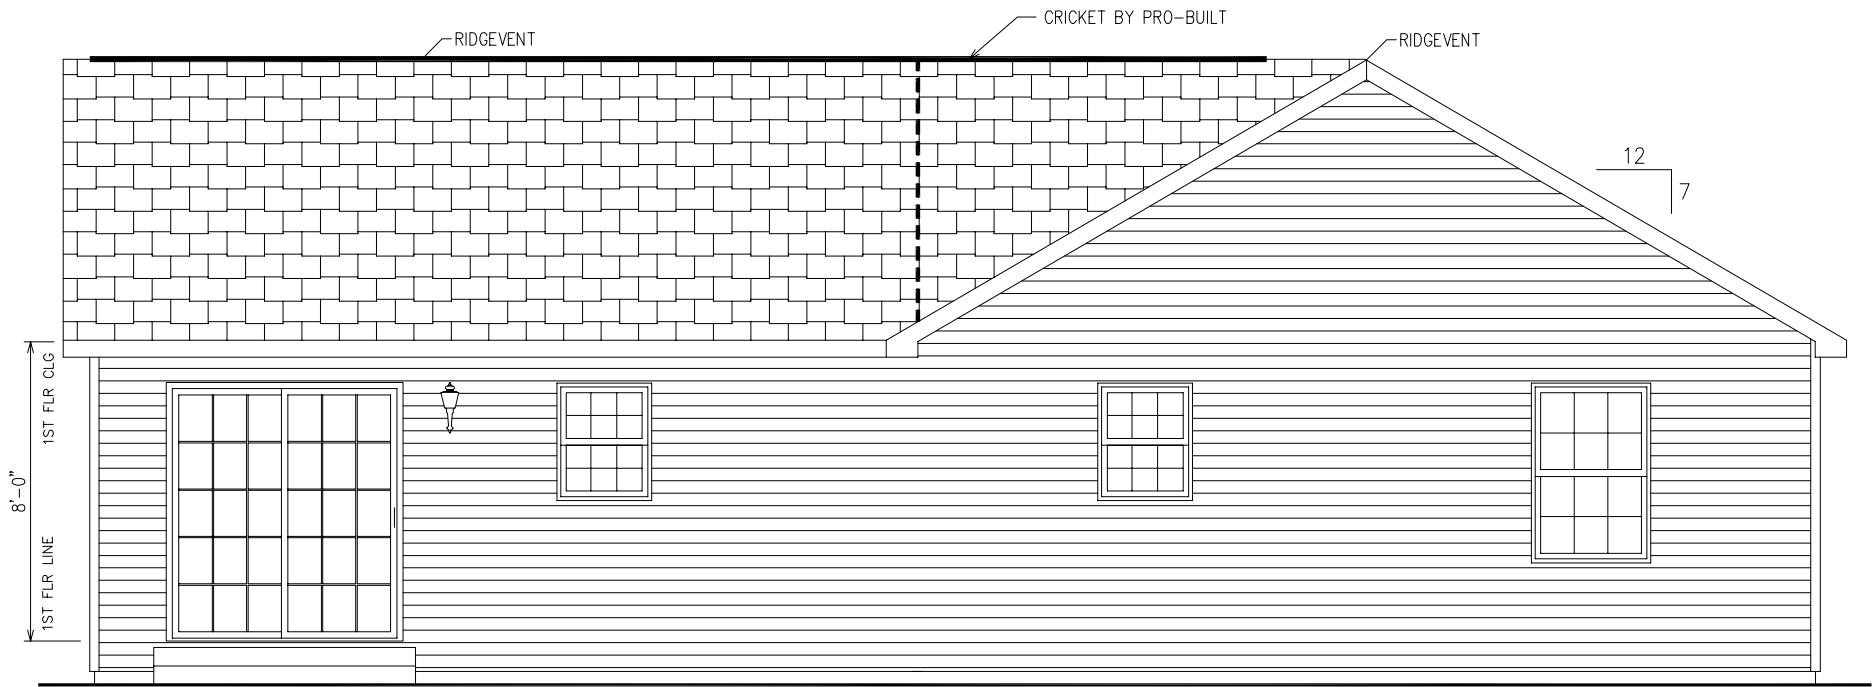 CRICKET BY PRO-BUILT
RIDGEVENT
RIDGEVENT
12
7
1ST FLR CLG
8'-0"
1ST FLR LINE